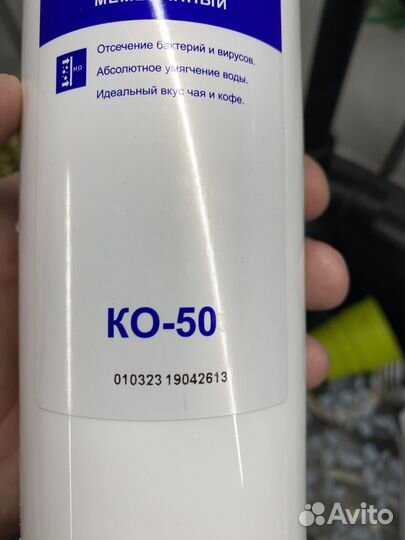 Отсечение бактерий и вирусов.
Абсолютное умягчение воды.
Идеальный вкус чая и кофе.
КО-50
010323 19042613
Avito